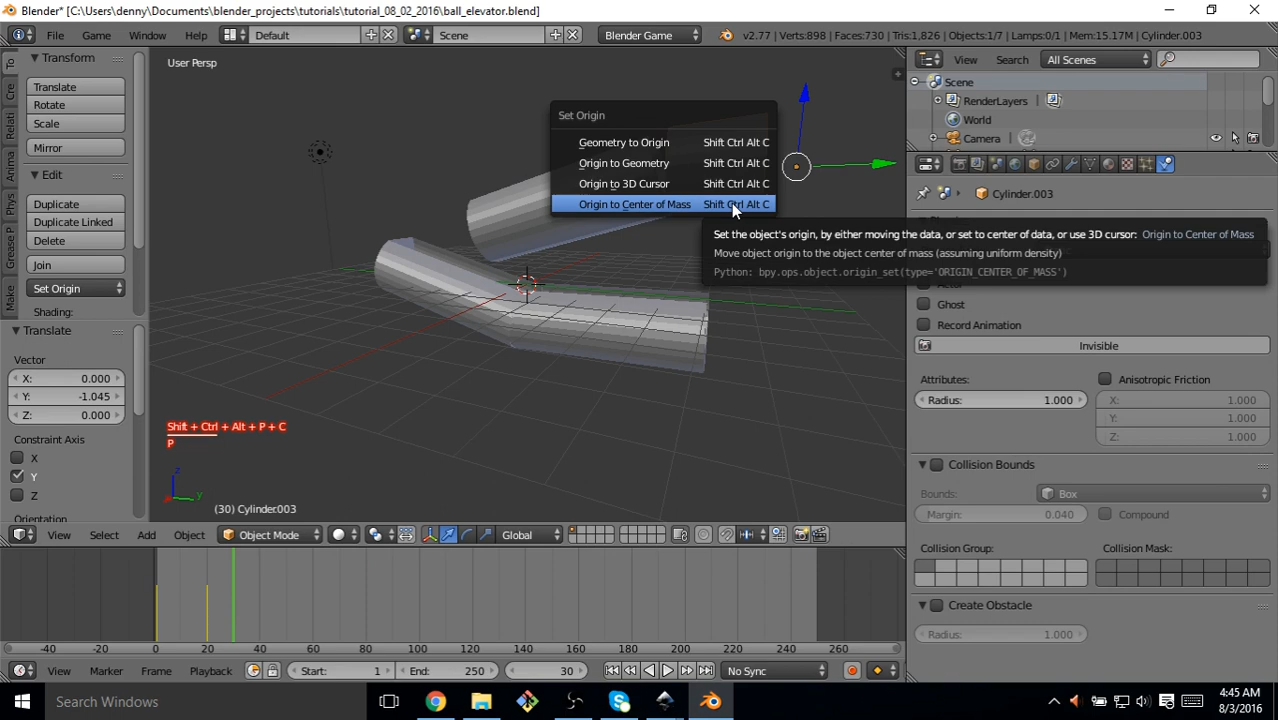 Blender* [C:\Users\denny\Documents\blender_projects\tutorials\tutorial_08_02_2016\ball_elevator.blend]
File Game Window Help Default Scene Blender Game v2.77 | Verts:898 | Faces:730 | Tris:1,826 | Objects:1/7 | Lamps:0/1 | Mem:15.17M | Cylinder.003
View Search All Scenes
Scene
RenderLayers
World
Camera
To
Cre
Relati
Anima
Phys
Grease P
Make
Transform
Translate
Rotate
Scale
Mirror
Edit
Duplicate
Duplicate Linked
Delete
Join
Set Origin
Shading:
Translate
Vector
X: 0.000
Y: -1.045
Z: 0.000
Constraint Axis
X
Y
Z
Orientation
User Persp
Set Origin
Geometry to Origin Shift Ctrl Alt C
Origin to Geometry Shift Ctrl Alt C
Origin to 3D Cursor Shift Ctrl Alt C
Origin to Center of Mass Shift Ctrl Alt C
Set the object's origin, by either moving the data, or set to center of data, or use 3D cursor: Origin to Center of Mass
Move object origin to the object center of mass (assuming uniform density)
Python: bpy.ops.object.origin_set(type='ORIGIN_CENTER_OF_MASS')
Shift + Ctrl + Alt + P + C
P
z
y
(30) Cylinder.003
View Select Add Object Object Mode Global
Cylinder.003
Actor
Ghost
Record Animation
Invisible
Attributes:
Radius: 1.000
Anisotropic Friction
X: 1.000
Y: 1.000
Z: 1.000
Collision Bounds
Bounds: Box
Margin: 0.040
Compound
Collision Group: Collision Mask:
Create Obstacle
Radius: 1.000
-40 -20 0 20 40 60 80 100 120 140 160 180 200 220 240 260
View Marker Frame Playback Start: 1 End: 250 30 No Sync
Search Windows
4:45 AM
8/3/2016